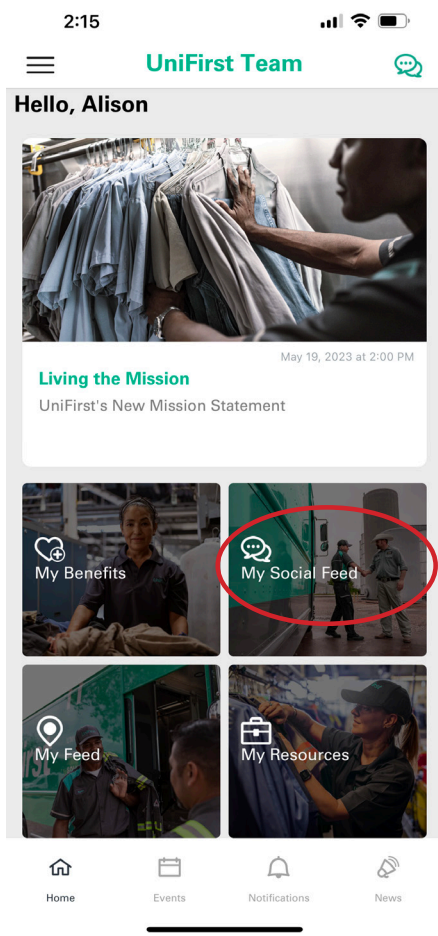 2:15
UniFirst Team
Hello, Alison
May 19, 2023 at 2:00 PM
Living the Mission
UniFirst's New Mission Statement
My Benefits
My Social Feed
My Feed
My Resources
Home
Events
Notifications
News